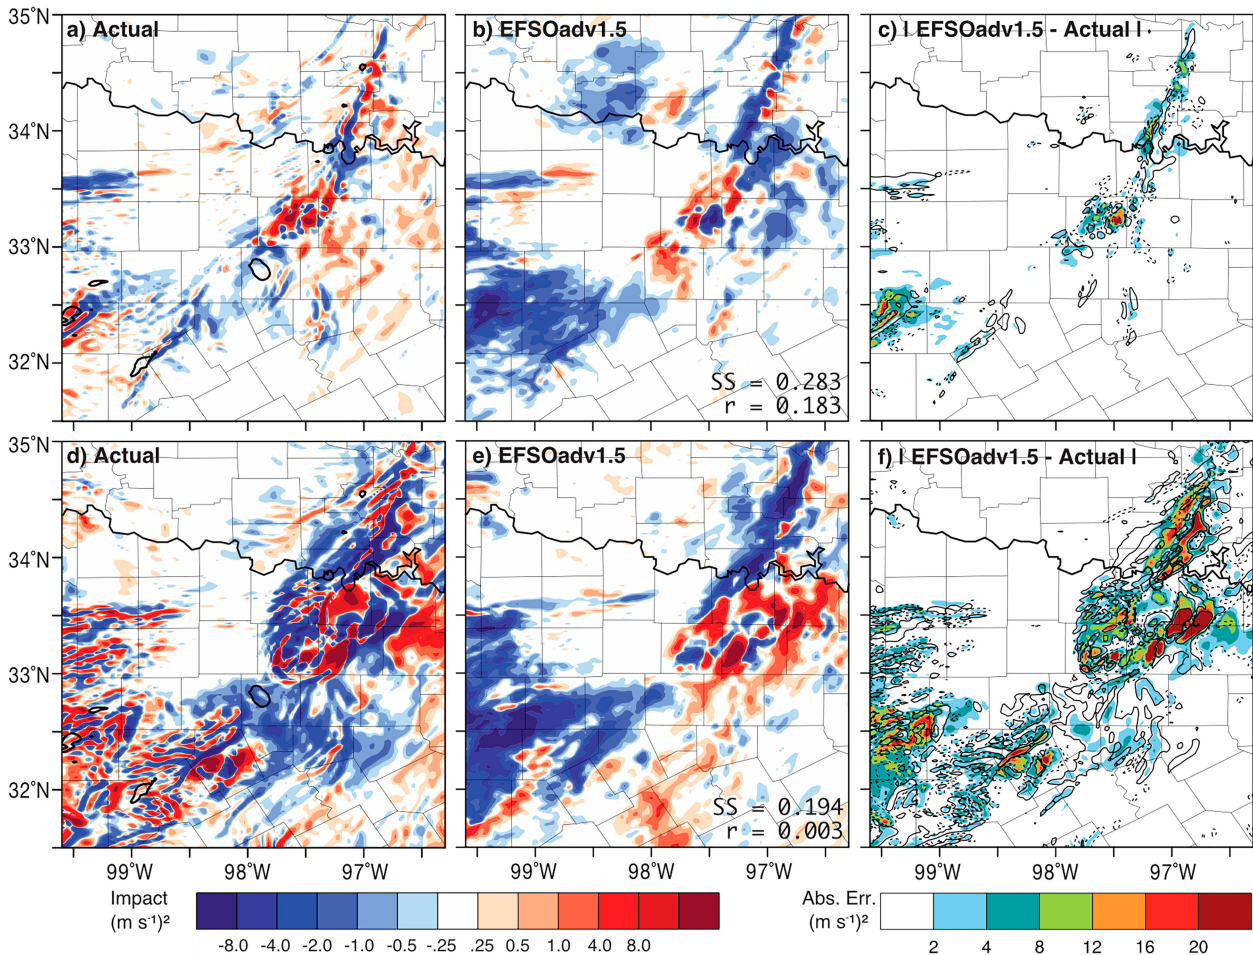 a) Actual
b) EFSOadv1.5
c) | EFSOadv1.5 - Actual |
35°N
34°N
33°N
32°N
SS = 0.283
r = 0.183
d) Actual
e) EFSOadv1.5
f) | EFSOadv1.5 - Actual |
35°N
34°N
33°N
32°N
SS = 0.194
r = 0.003
99°W 98°W 97°W 99°W 98°W 97°W 99°W 98°W 97°W
Impact
(m s⁻¹)²
-8.0 -4.0 -2.0 -1.0 -0.5 -.25 .25 0.5 1.0 4.0 8.0
Abs. Err.
(m s⁻¹)²
2 4 8 12 16 20